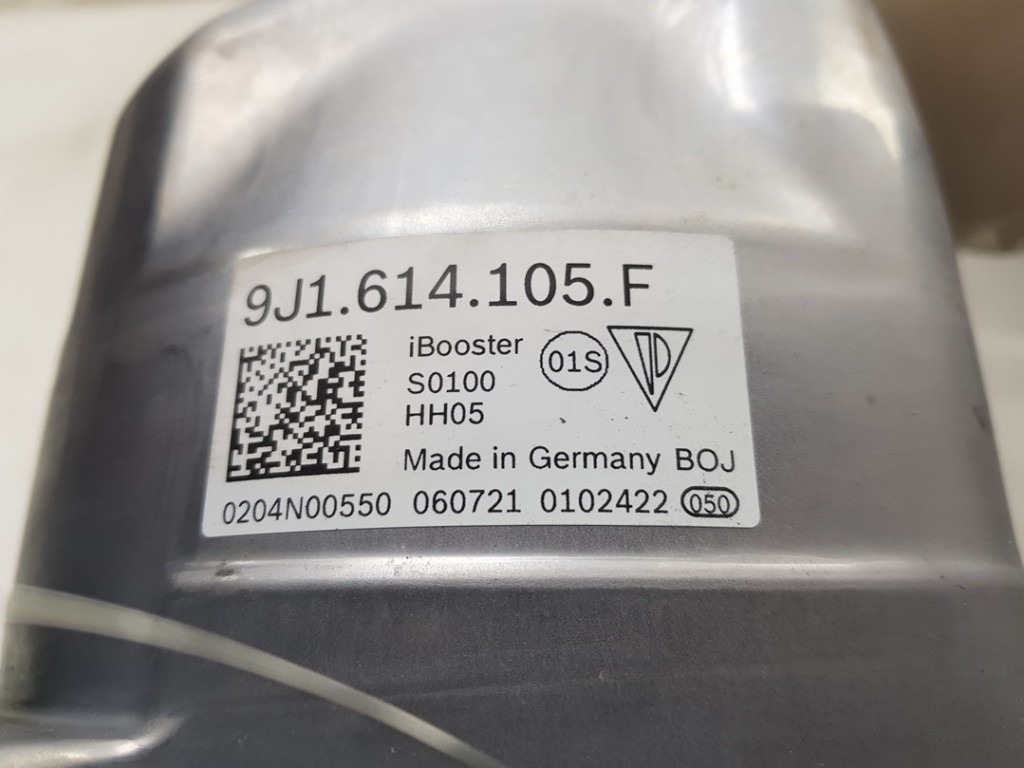 9J1.614.105.F
iBooster 01S
S0100
HH05
Made in Germany BOJ
0204N00550 060721 0102422 050